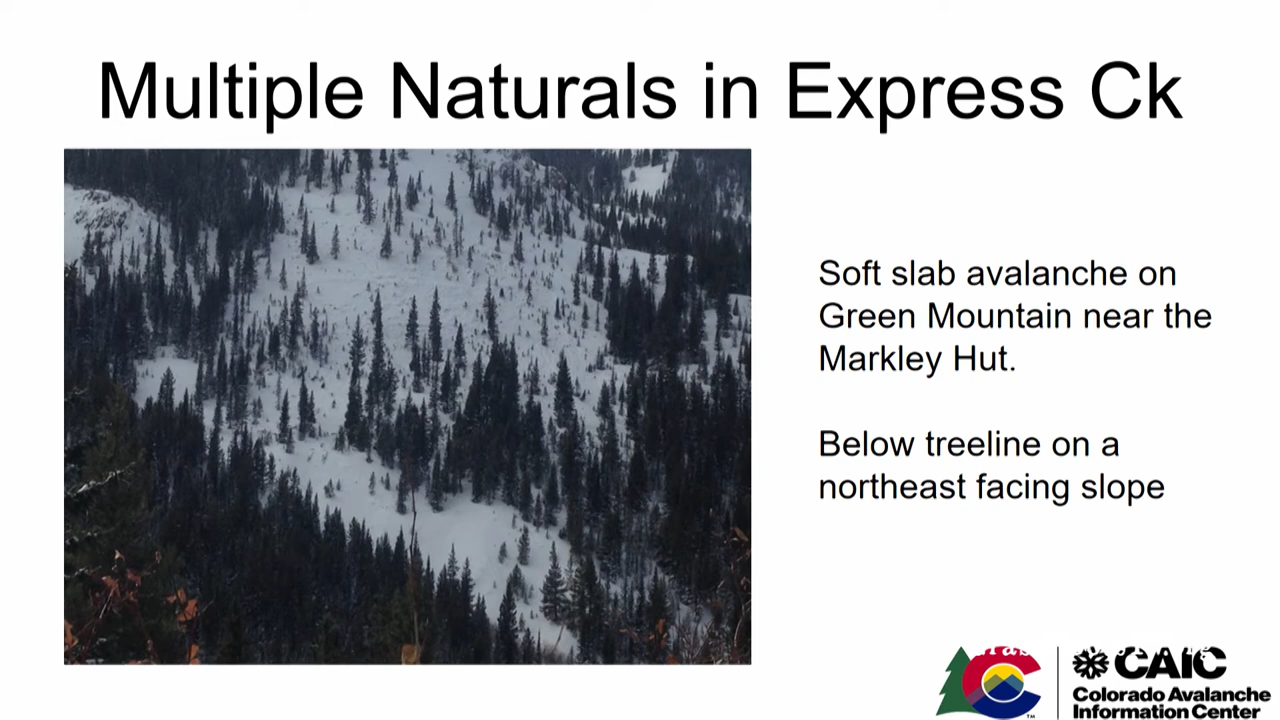 Multiple Naturals in Express Ck
Soft slab avalanche on
Green Mountain near the
Markley Hut.
Below treeline on a
northeast facing slope
CAIC
Colorado Avalanche
Information Center
TM